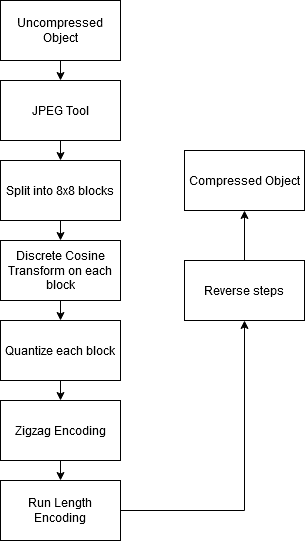 Uncompressed
Object
JPEG Tool
Split into 8x8 blocks
Discrete Cosine
Transform on each
block
Quantize each block
Zigzag Encoding
Run Length
Encoding
Compressed Object
Reverse steps